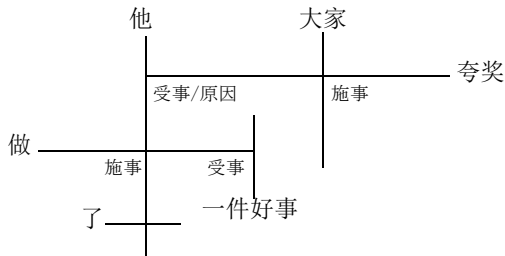 他 大家
夸奖
受事/原因 施事
做
施事 受事
了 一件好事